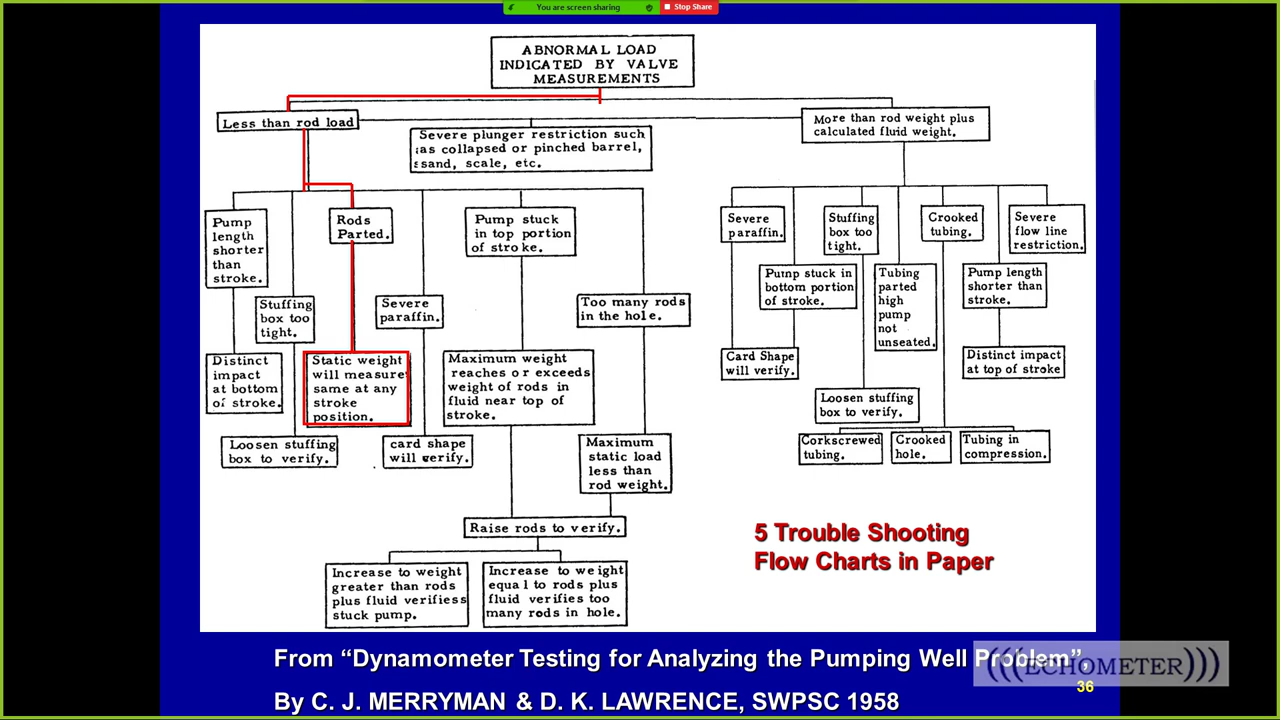 You are screen sharing
Stop Share
ABNORMAL LOAD
INDICATED BY VALVE
MEASUREMENTS
Less than rod load
Severe plunger restriction such
as collapsed or pinched barrel,
sand, scale, etc.
More than rod weight plus
calculated fluid weight.
Pump
length
shorter
than
stroke.
Rods
Parted.
Pump stuck
in top portion
of stroke.
Stuffing
box too
tight.
Severe
paraffin.
Too many rods
in the hole.
Distinct
impact
at bottom
of stroke.
Static weight
will measure
same at any
stroke
position.
Maximum weight
reaches or exceeds
weight of rods in
fluid near top of
stroke.
Loosen stuffing
box to verify.
card shape
will verify.
Maximum
static load
less than
rod weight.
Raise rods to verify.
Increase to weight
greater than rods
plus fluid verifiess
stuck pump.
Increase to weight
equal to rods plus
fluid verifies too
many rods in hole.
Severe
paraffin.
Stuffing
box too
tight.
Crooked
tubing.
Severe
flow line
restriction.
Pump stuck in
bottom portion
of stroke.
Tubing
parted
high
pump
not
unseated.
Pump length
shorter than
stroke.
Card Shape
will verify.
Distinct impact
at top of stroke
Loosen stuffing
box to verify.
Corkscrewed
tubing.
Crooked
hole.
Tubing in
compression.
5 Trouble Shooting
Flow Charts in Paper
From “Dynamometer Testing for Analyzing the Pumping Well Problem”,
By C. J. MERRYMAN & D. K. LAWRENCE, SWPSC 1958
(((ECHOMETER)))
36